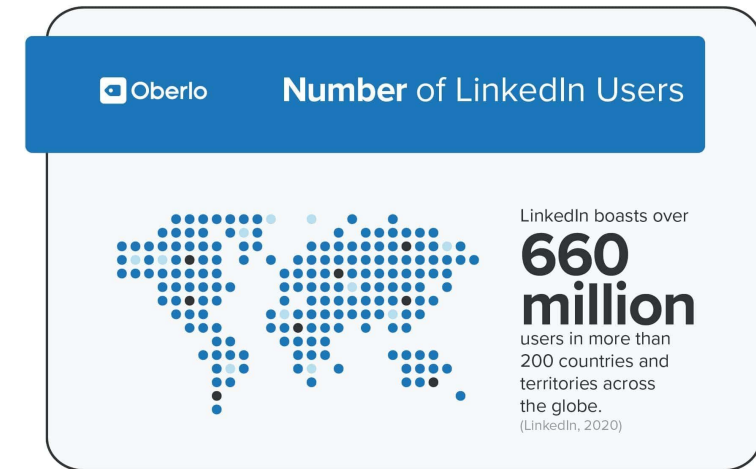 Oberlo
Number of LinkedIn Users
LinkedIn boasts over
660
million
users in more than
200 countries and
territories across
the globe.
(LinkedIn, 2020)